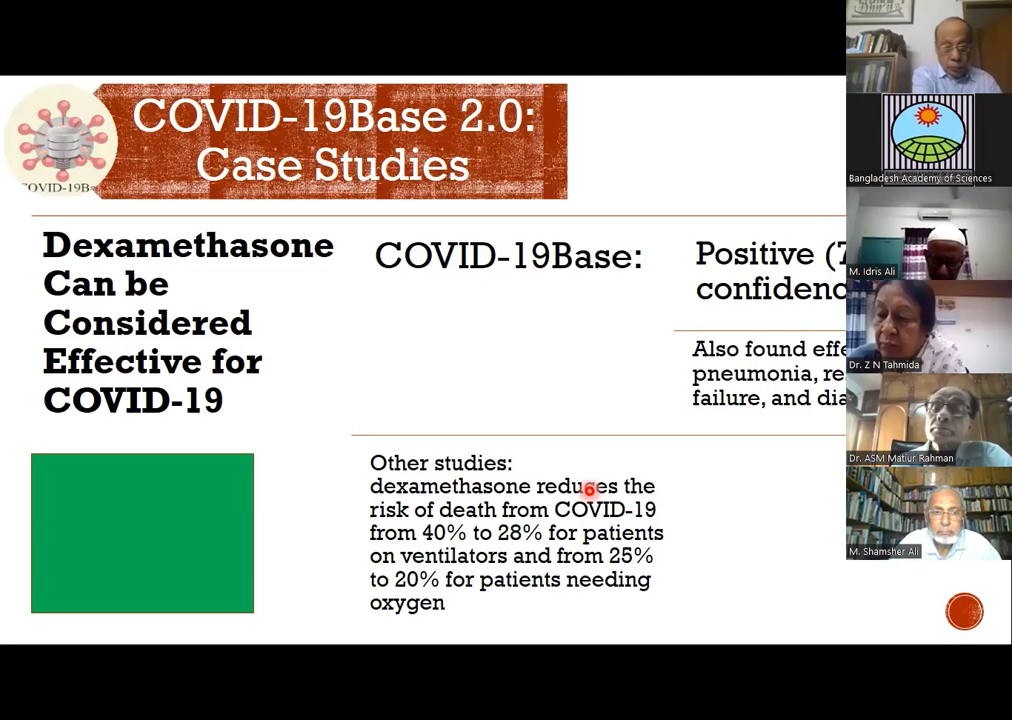 COVID-19Base 2.0:
Case Studies
Dexamethasone
Can be
Considered
Effective for
COVID-19
COVID-19Base:
Positive (7
confidenc
Also found effe
pneumonia, re
failure, and dia
Other studies:
dexamethasone reduces the
risk of death from COVID-19
from 40% to 28% for patients
on ventilators and from 25%
to 20% for patients needing
oxygen
Bangladesh Academy of Sciences
M. Idris Ali
Dr. Z N Tahmida
Dr. ASM Matiur Rahman
M. Shamsher Ali